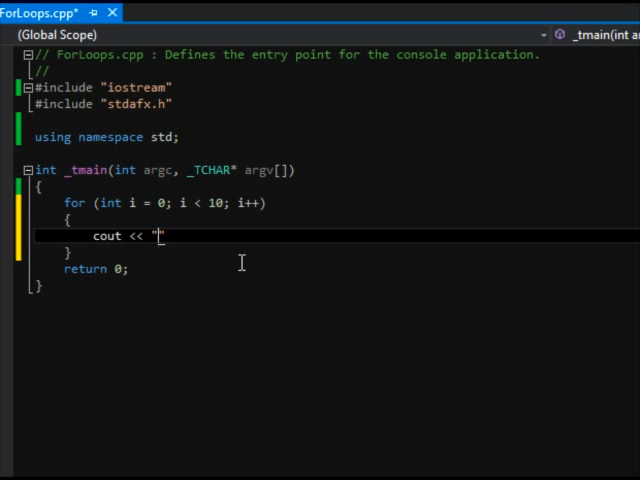 ForLoops.cpp*
(Global Scope)
_tmain(int ar
// ForLoops.cpp : Defines the entry point for the console application.
//
#include "iostream"
#include "stdafx.h"
using namespace std;
int _tmain(int argc, _TCHAR* argv[])
{
for (int i = 0; i < 10; i++)
{
cout << ""
}
return 0;
}